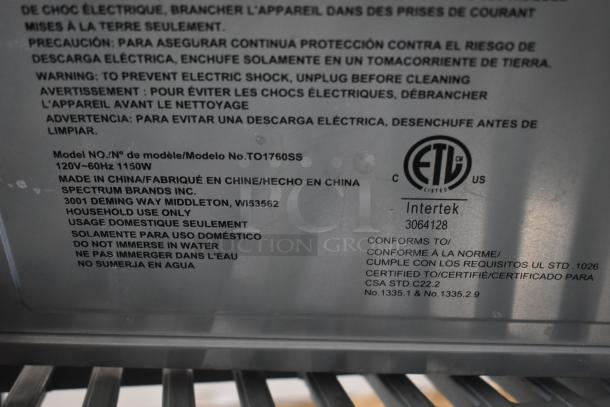 DE CHOC ÉLECTRIQUE, BRANCHER L'APPAREIL DANS DES PRISES DE COURANT
MISES À LA TERRE SEULEMENT.
PRECAUCIÓN: PARA ASEGURAR CONTINUA PROTECCIÓN CONTRA EL RIESGO DE
DESCARGA ELÉCTRICA, ENCHUFE SOLAMENTE EN UN TOMACORRIENTE DE TIERRA.
WARNING: TO PREVENT ELECTRIC SHOCK, UNPLUG BEFORE CLEANING
AVERTISSEMENT : POUR ÉVITER LES CHOCS ÉLECTRIQUES, DÉBRANCHER
L'APPAREIL AVANT LE NETTOYAGE
ADVERTENCIA: PARA EVITAR UNA DESCARGA ELÉCTRICA, DESENCHUFE ANTES DE
LIMPIAR.
Model NO./Nº de modèle/Modelo No.TO1760SS
120V~60Hz 1150W
MADE IN CHINA/FABRIQUÉ EN CHINE/HECHO EN CHINA
SPECTRUM BRANDS INC.
3001 DEMING WAY MIDDLETON, WI53562
HOUSEHOLD USE ONLY
USAGE DOMESTIQUE SEULEMENT
SOLAMENTE PARA USO DOMÉSTICO
DO NOT IMMERSE IN WATER
NE PAS IMMERGER DANS L'EAU
NO SUMERJA EN AGUA
ETL CM
LISTED
C US
Intertek
3064128
CONFORMS TO/
CONFORME À LA NORME/
CUMPLE CON LOS REQUISITOS UL STD .1026
CERTIFIED TO/CERTIFIÉ/CERTIFICADO PARA
CSA STD.C22.2
No.1335.1 & No.1335.2.9